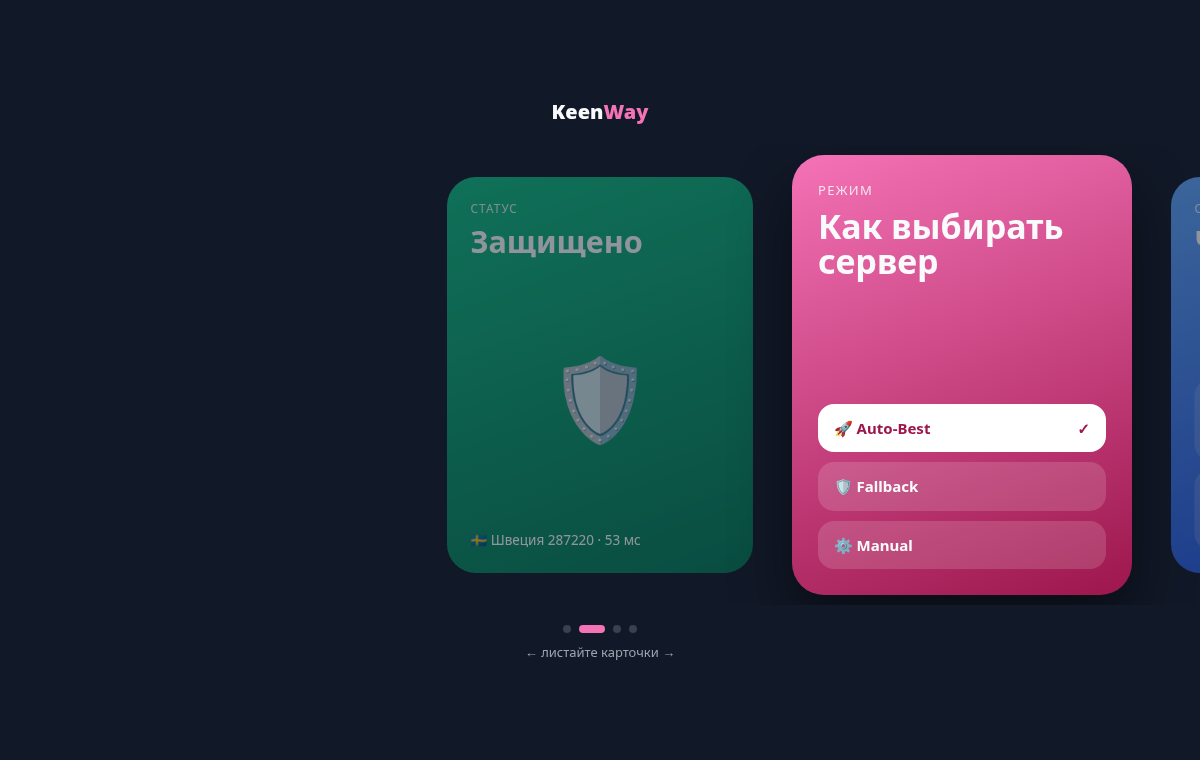 KeenWay
СТАТУС
Защищено
🇸🇪 Швеция 287220 · 53 мс
РЕЖИМ
Как выбирать
сервер
🚀 Auto-Best ✓
🛡️ Fallback
⚙️ Manual
← листайте карточки →